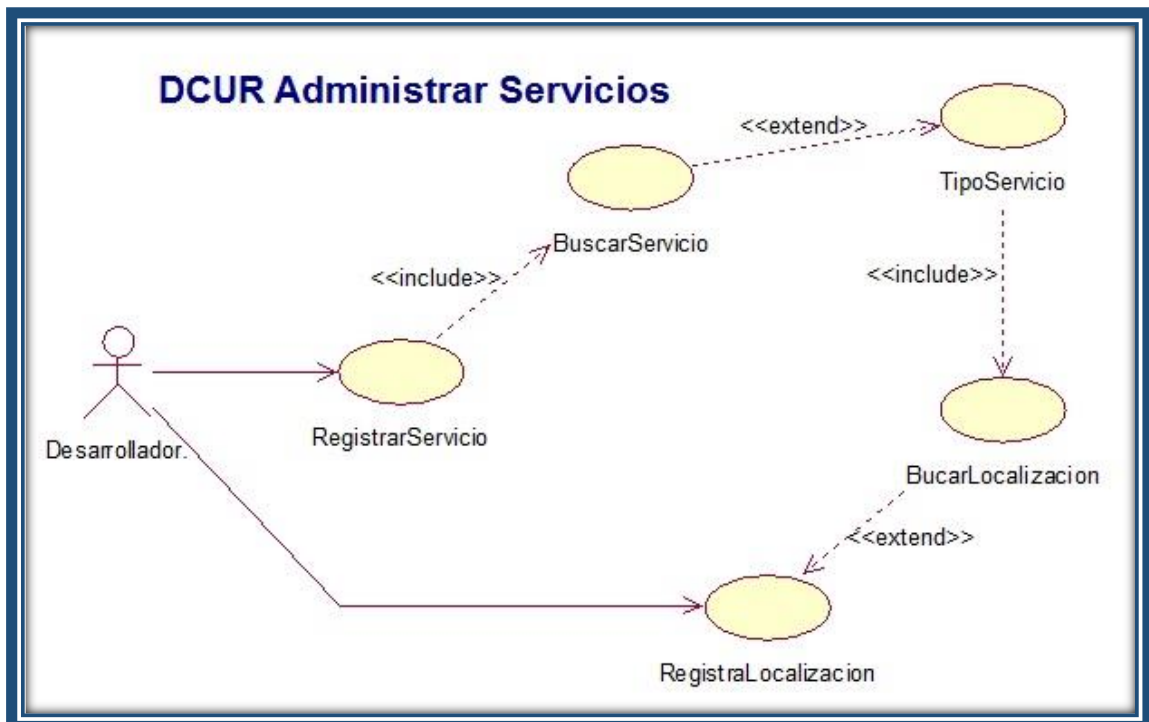 DCUR Administrar Servicios
<<extend>>
TipoServicio
BuscarServicio
<<include>>
<<include>>
Desarrollador.
RegistrarServicio
BucarLocalizacion
<<extend>>
RegistraLocalizacion